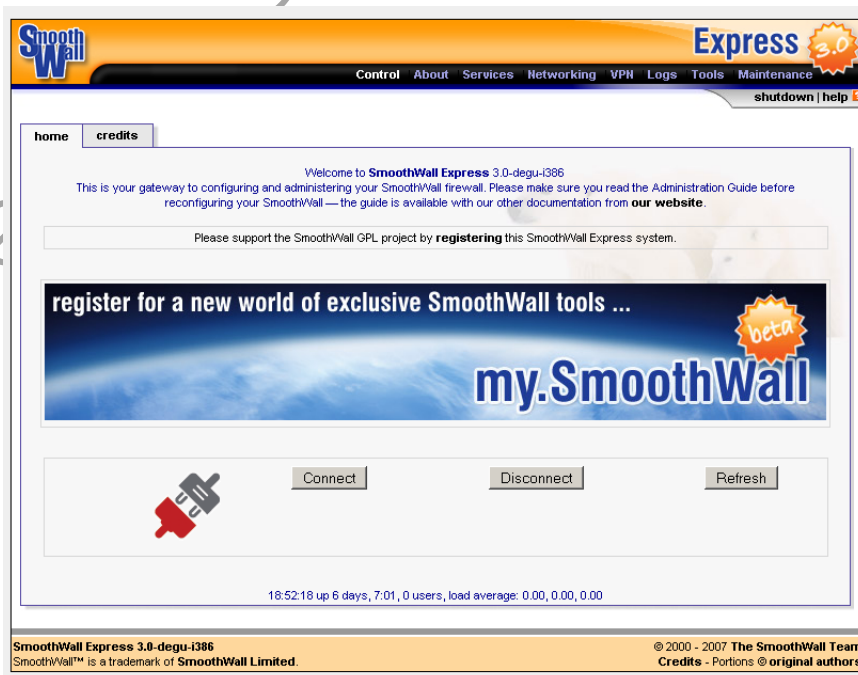 Smooth
Wall
Express 3.0
Control About Services Networking VPN Logs Tools Maintenance
shutdown | help
home credits
Welcome to SmoothWall Express 3.0-degu-i386
This is your gateway to configuring and administering your SmoothWall firewall. Please make sure you read the Administration Guide before
reconfiguring your SmoothWall — the guide is available with our other documentation from our website.
Please support the SmoothWall GPL project by registering this SmoothWall Express system.
register for a new world of exclusive SmoothWall tools ...
beta
my.SmoothWall
Connect Disconnect Refresh
18:52:18 up 6 days, 7:01, 0 users, load average: 0.00, 0.00, 0.00
SmoothWall Express 3.0-degu-i386 © 2000 - 2007 The SmoothWall Team
SmoothWall™ is a trademark of SmoothWall Limited. Credits - Portions © original authors